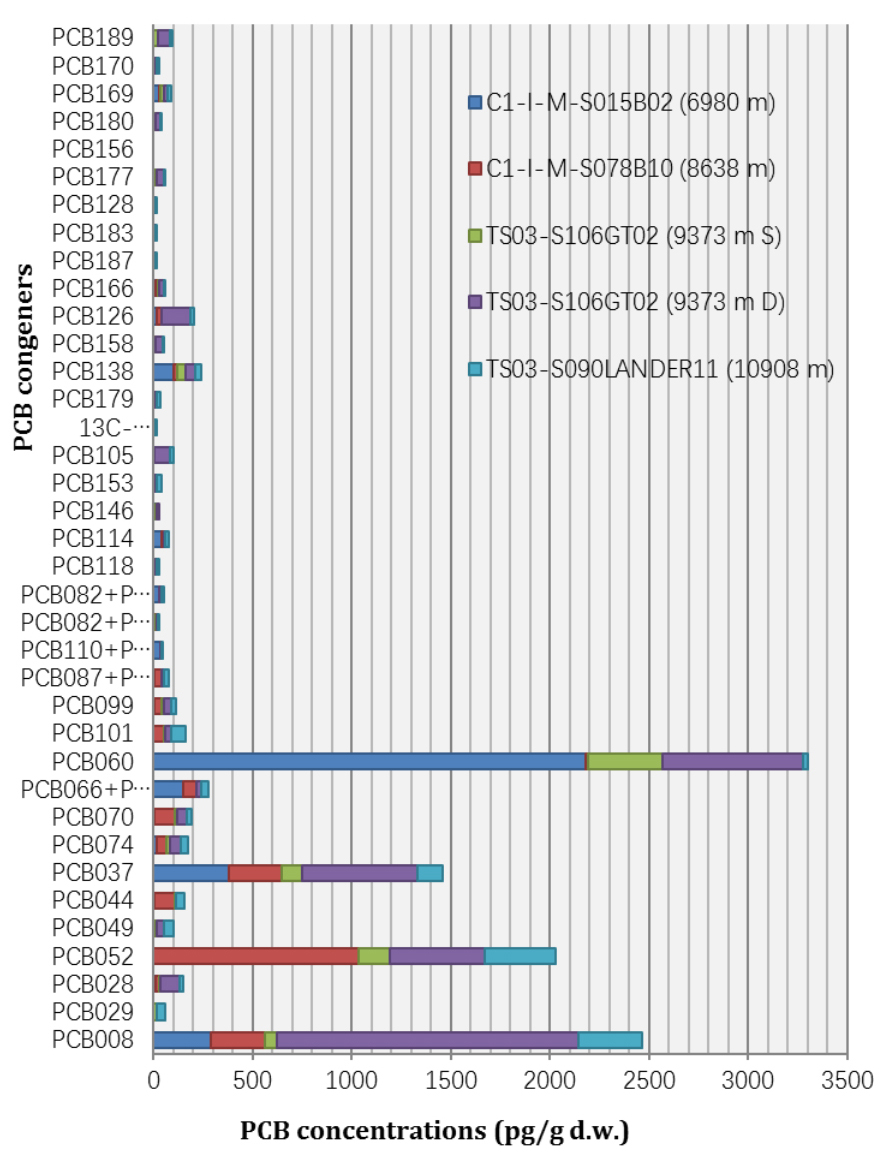 PCB189
PCB170
PCB169
PCB180
PCB156
PCB177
PCB128
PCB183
PCB187
PCB166
PCB126
PCB158
PCB138
PCB179
13C-⋯
PCB105
PCB153
PCB146
PCB114
PCB118
PCB082+P⋯
PCB082+P⋯
PCB110+P⋯
PCB087+P⋯
PCB099
PCB101
PCB060
PCB066+P⋯
PCB070
PCB074
PCB037
PCB044
PCB049
PCB052
PCB028
PCB029
PCB008
PCB congeners
C1-I-M-S015B02 (6980 m)
C1-I-M-S078B10 (8638 m)
TS03-S106GT02 (9373 m S)
TS03-S106GT02 (9373 m D)
TS03-S090LANDER11 (10908 m)
0 500 1000 1500 2000 2500 3000 3500
PCB concentrations (pg/g d.w.)